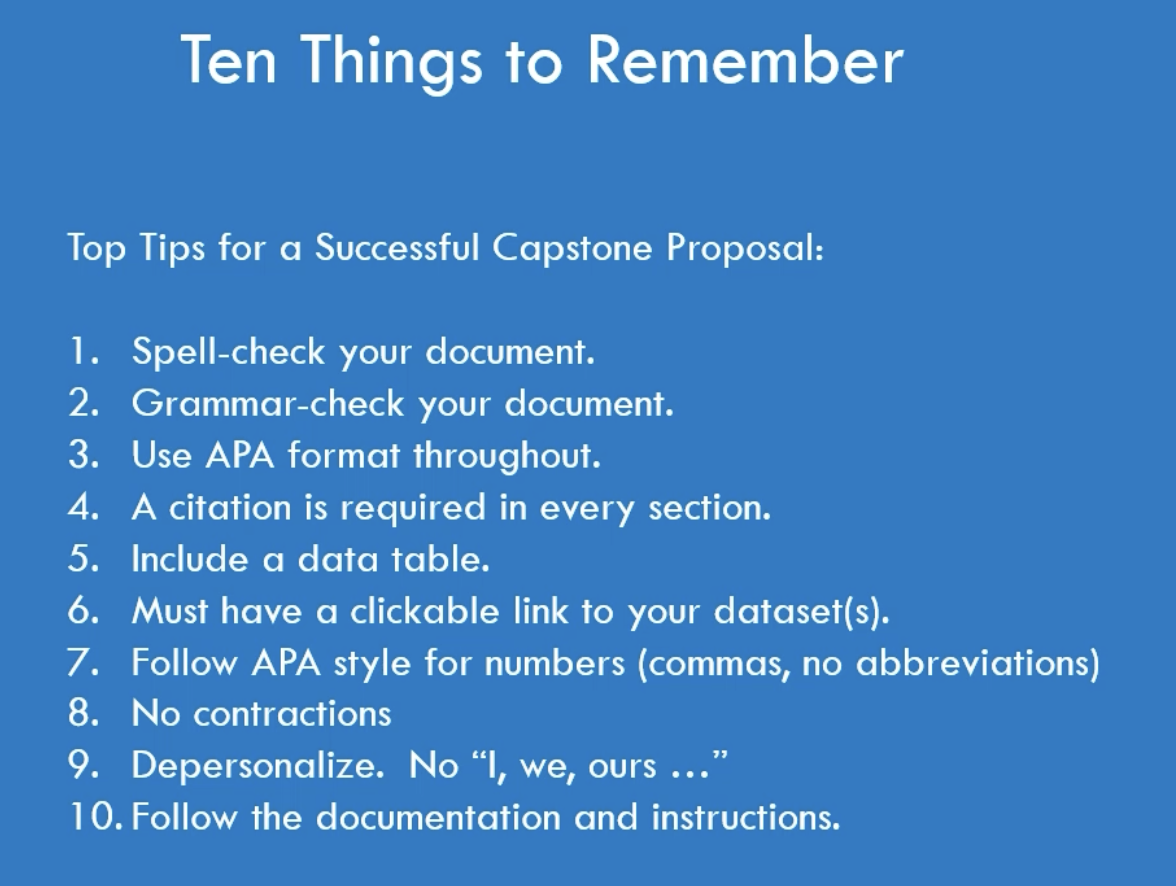 Ten Things to Remember
Top Tips for a Successful Capstone Proposal:
1. Spell-check your document.
2. Grammar-check your document.
3. Use APA format throughout.
4. A citation is required in every section.
5. Include a data table.
6. Must have a clickable link to your dataset(s).
7. Follow APA style for numbers (commas, no abbreviations)
8. No contractions
9. Depersonalize.  No “I, we, ours …”
10. Follow the documentation and instructions.